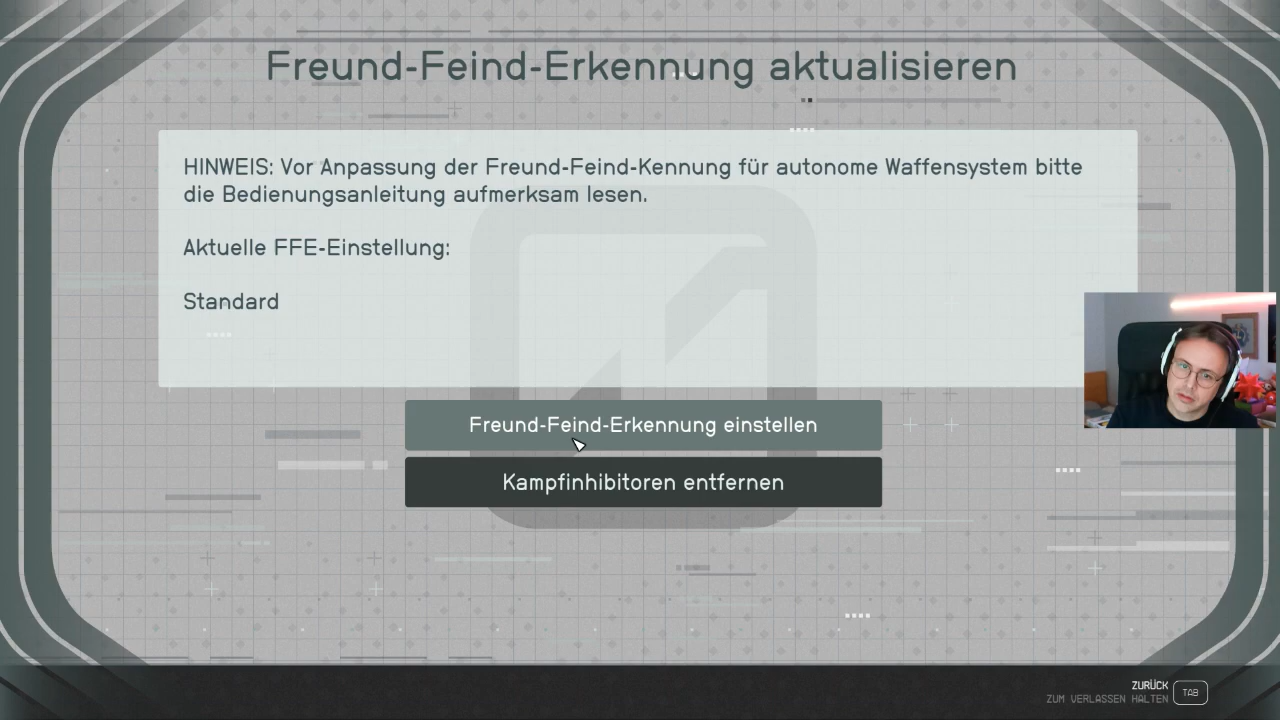 Freund-Feind-Erkennung aktualisieren
HINWEIS: Vor Anpassung der Freund-Feind-Kennung für autonome Waffensystem bitte
die Bedienungsanleitung aufmerksam lesen.
Aktuelle FFE-Einstellung:
Standard
Freund-Feind-Erkennung einstellen
Kampfinhibitoren entfernen
ZURÜCK
ZUM VERLASSEN HALTEN
TAB